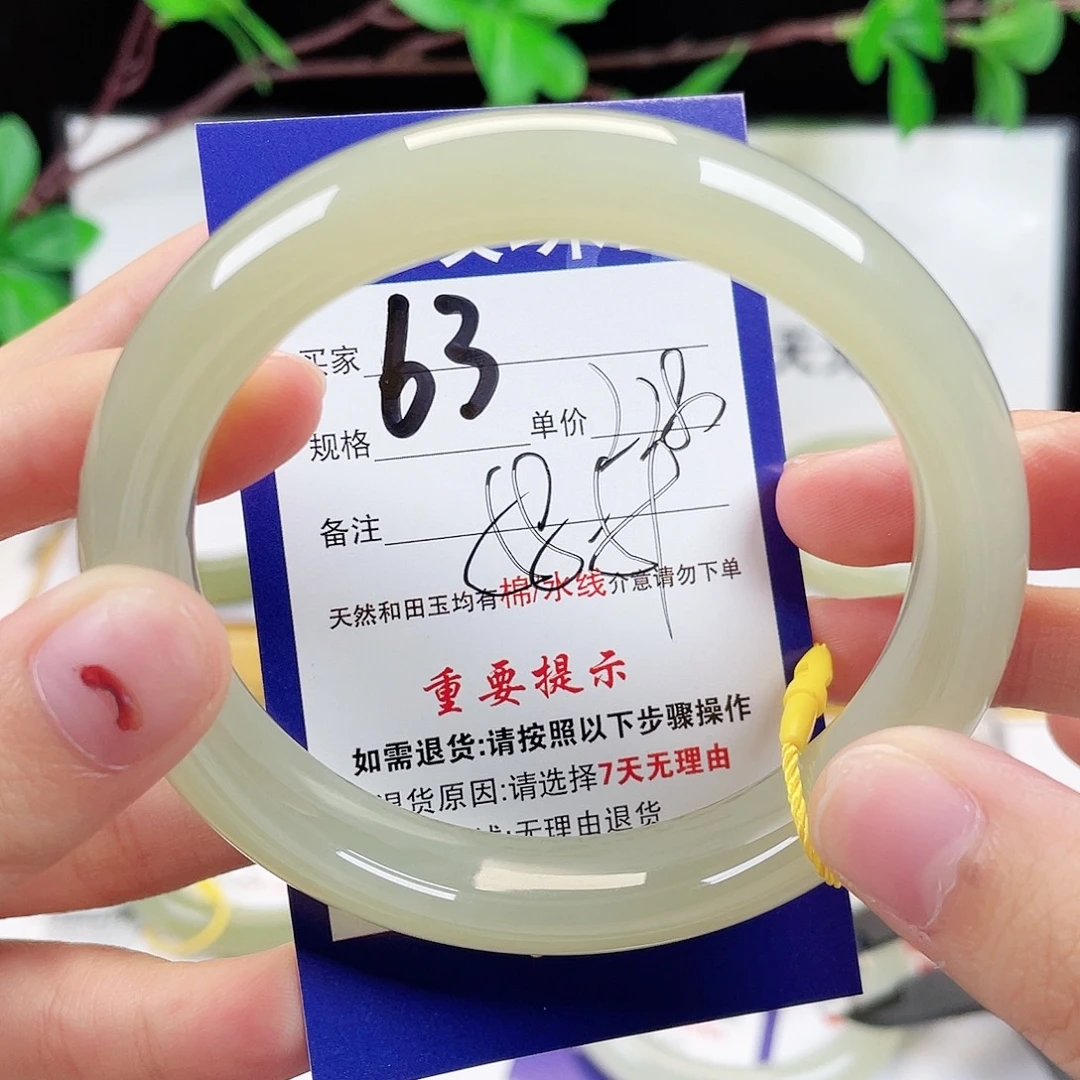 买家 63
规格 单价
备注
天然和田玉均有棉/水线介意请勿下单
重要提示
如需退货:请按照以下步骤操作
退货原因:请选择7天无理由
无理由退货